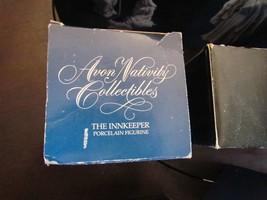 Avon Nativity
Collectibles
THE INNKEEPER
PORCELAIN FIGURINE